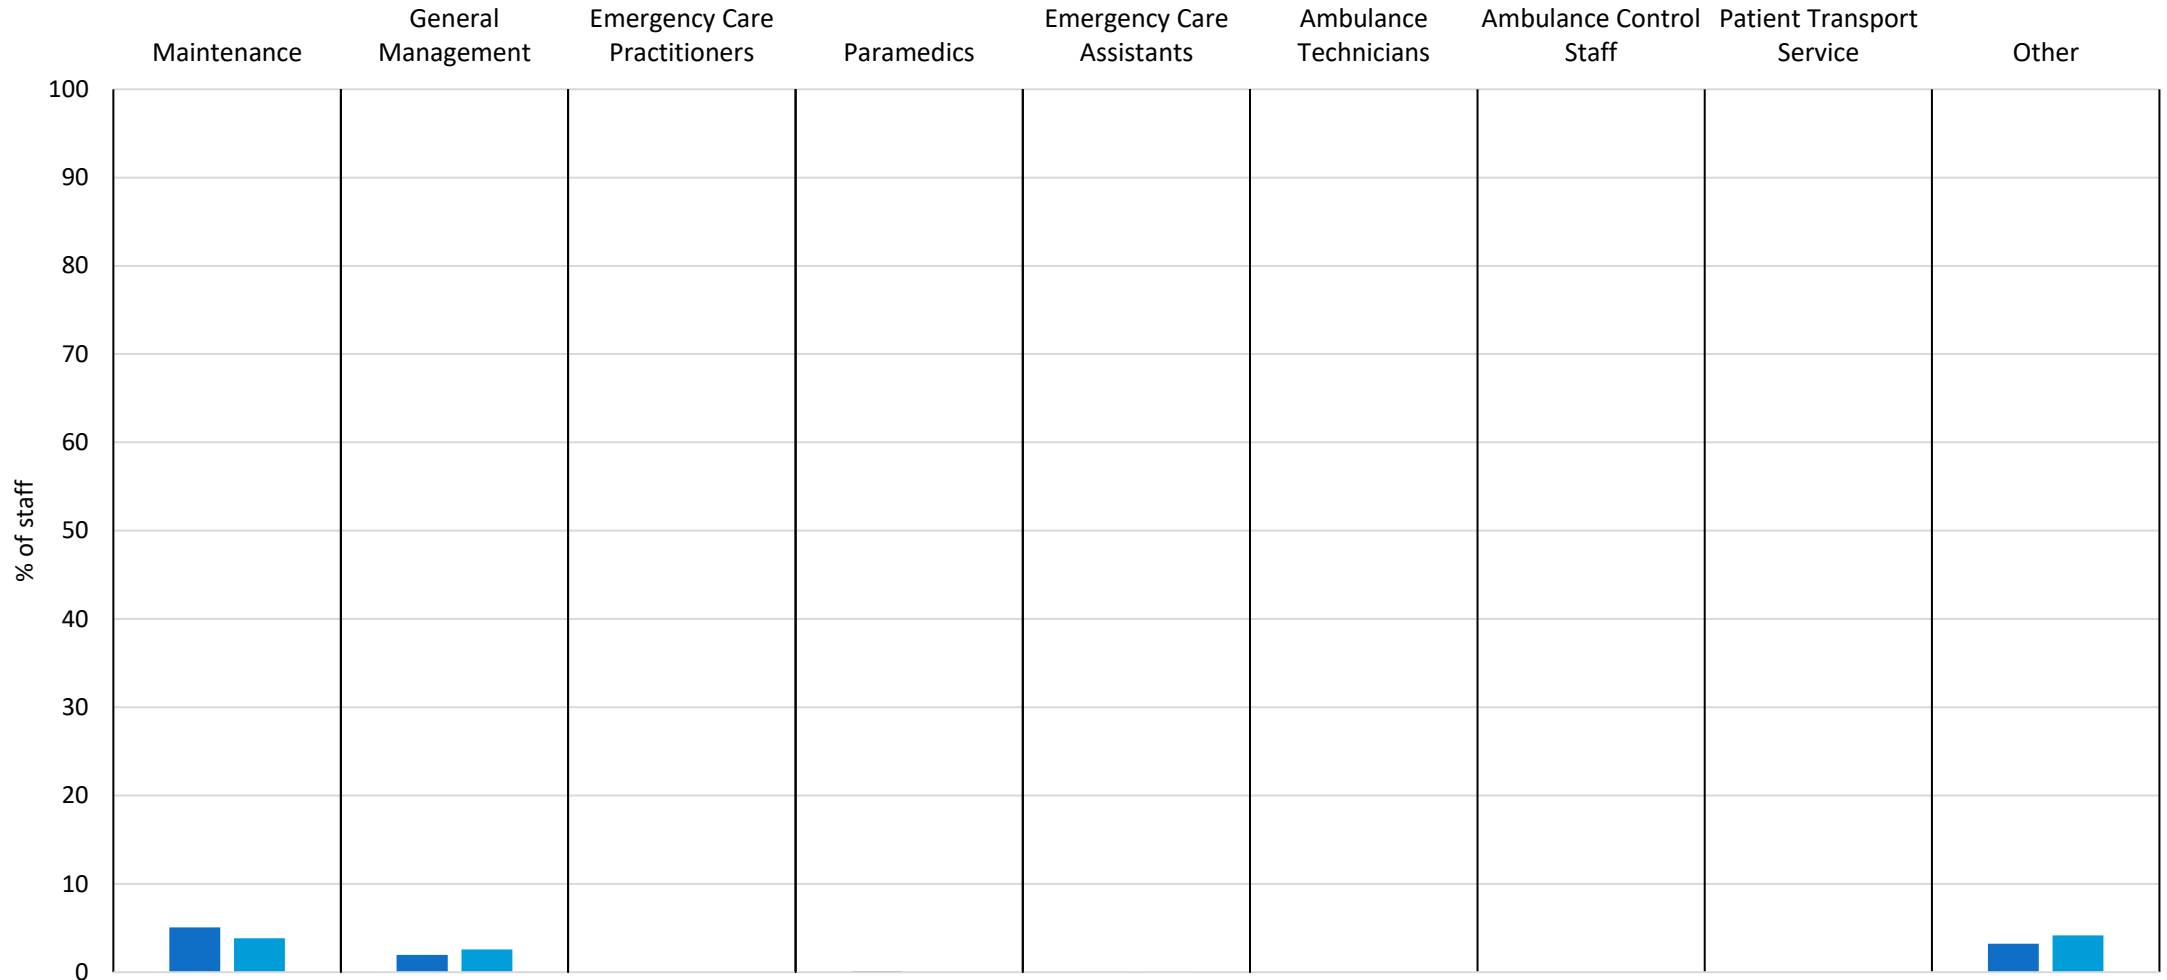 Maintenance
General
Management
Emergency Care
Practitioners
Paramedics
Emergency Care
Assistants
Ambulance
Technicians
Ambulance Control
Staff
Patient Transport
Service
Other
% of staff
100
90
80
70
60
50
40
30
20
10
0